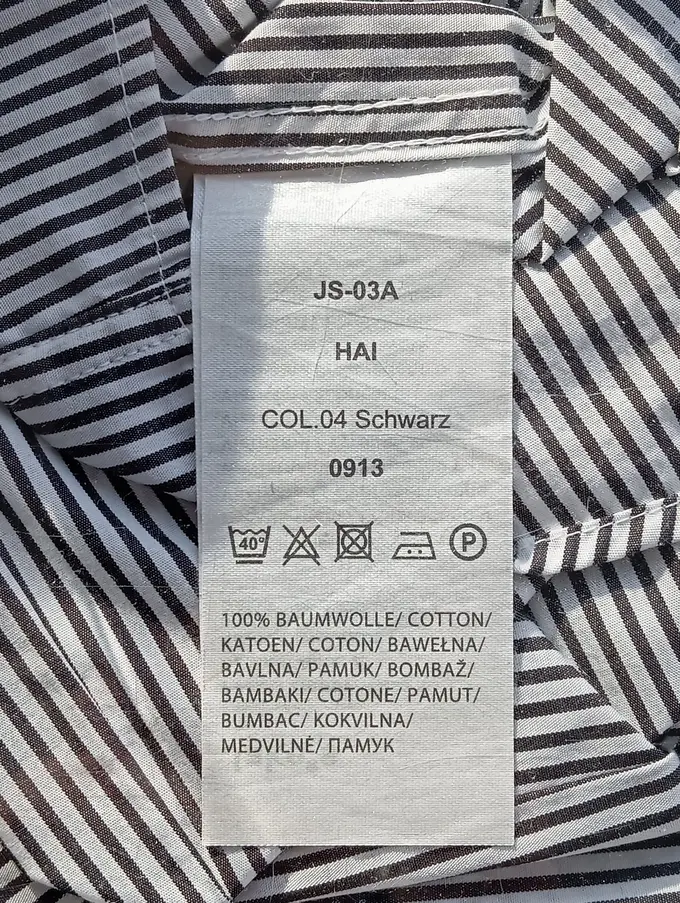 JS-03A
HAI
COL.04 Schwarz
0913
40° P
100% BAUMWOLLE/ COTTON/
KATOEN/ COTON/ BAWEŁNA/
BAVLNA/ PAMUK/ BOMBAŽ/
BAMBAKI/ COTONE/ PAMUT/
BUMBAC/ KOKVILNA/
MEDVILNĖ/ ПАМУК